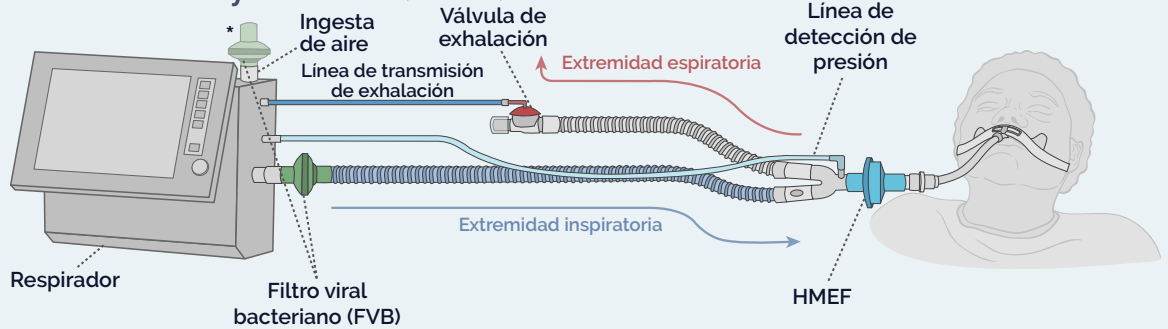 *
Ingesta
de aire
Válvula de
exhalación
Línea de
detección de
presión
Línea de transmisión
de exhalación
Extremidad espiratoria
Extremidad inspiratoria
Respirador
Filtro viral
bacteriano (FVB)
HMEF